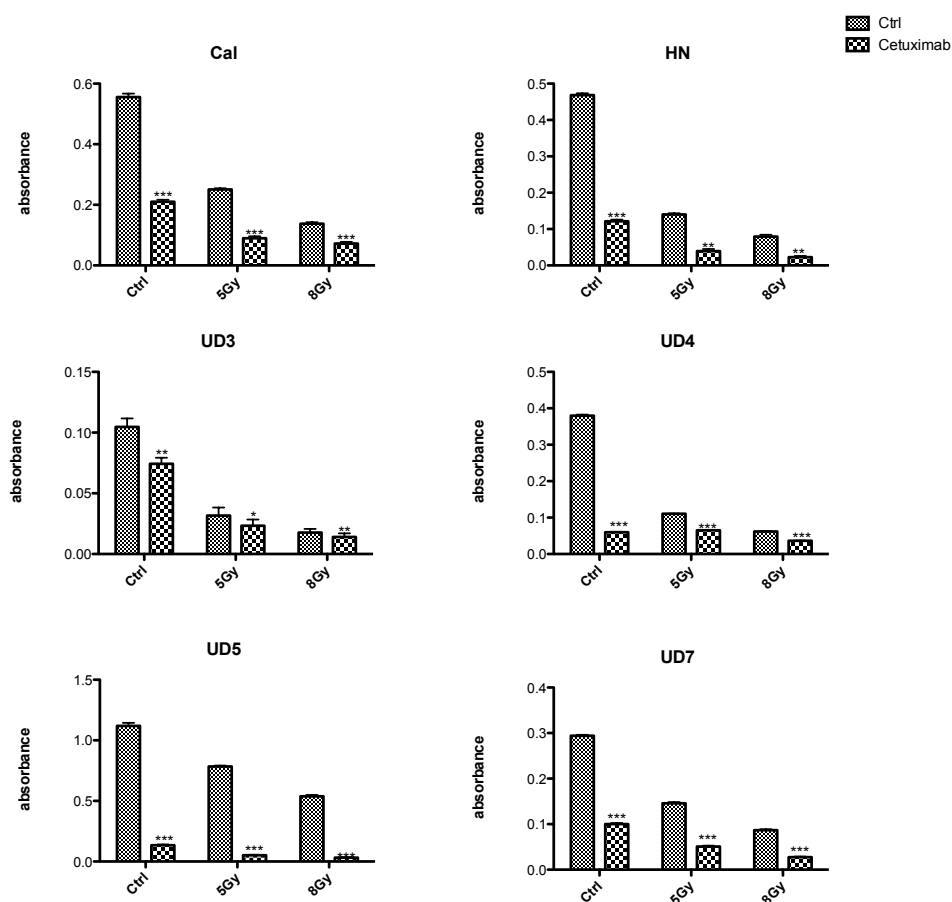 Ctrl
Cetuximab
Cal
absorbance
0.6
0.4
0.2
0.0
***
***
***
Ctrl
5Gy
8Gy
HN
absorbance
0.5
0.4
0.3
0.2
0.1
0.0
***
**
**
Ctrl
5Gy
8Gy
UD3
absorbance
0.15
0.10
0.05
0.00
**
*
**
Ctrl
5Gy
8Gy
UD4
absorbance
0.5
0.4
0.3
0.2
0.1
0.0
***
***
***
Ctrl
5Gy
8Gy
UD5
absorbance
1.5
1.0
0.5
0.0
***
***
***
Ctrl
5Gy
8Gy
UD7
absorbance
0.4
0.3
0.2
0.1
0.0
***
***
***
Ctrl
5Gy
8Gy